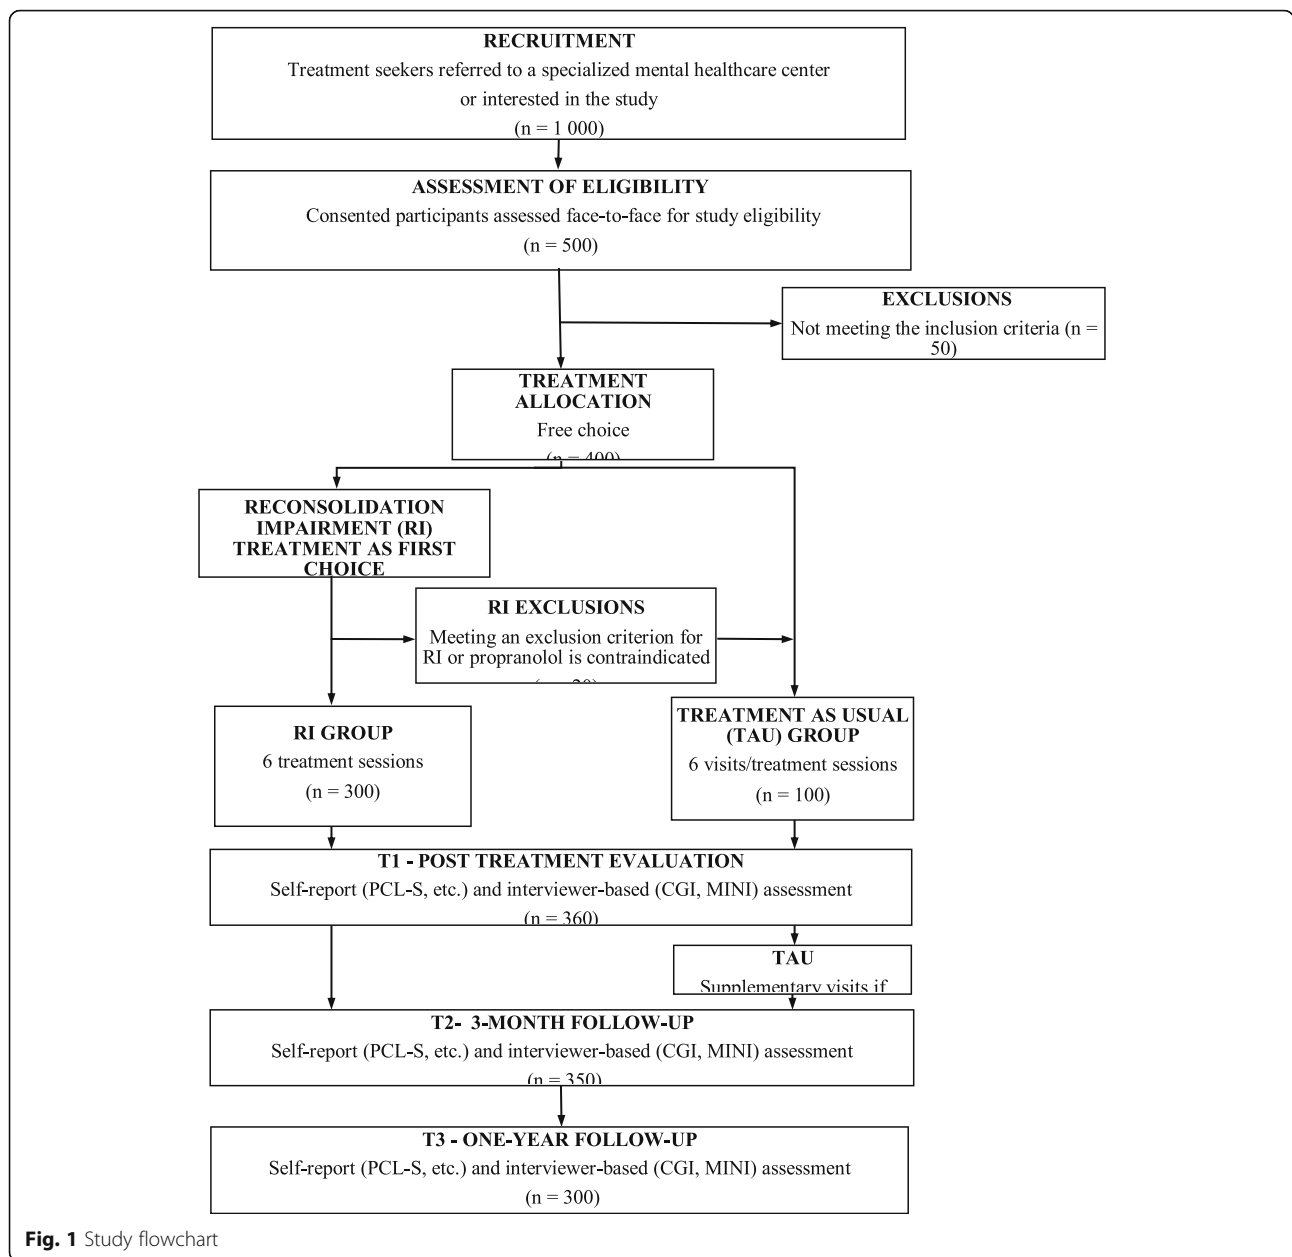 RECRUITMENT
Treatment seekers referred to a specialized mental healthcare center
or interested in the study
(n = 1 000)
ASSESSMENT OF ELIGIBILITY
Consented participants assessed face-to-face for study eligibility
(n = 500)
EXCLUSIONS
Not meeting the inclusion criteria (n =
50)
TREATMENT
ALLOCATION
Free choice
(n = 400)
RECONSOLIDATION
IMPAIRMENT (RI)
TREATMENT AS FIRST
CHOICE
RI EXCLUSIONS
Meeting an exclusion criterion for
RI or propranolol is contraindicated
RI GROUP
6 treatment sessions
(n = 300)
TREATMENT AS USUAL
(TAU) GROUP
6 visits/treatment sessions
(n = 100)
T1 - POST TREATMENT EVALUATION
Self-report (PCL-S, etc.) and interviewer-based (CGI, MINI) assessment
(n = 360)
TAU
Supplementary visits if
T2- 3-MONTH FOLLOW-UP
Self-report (PCL-S, etc.) and interviewer-based (CGI, MINI) assessment
(n = 350)
T3 - ONE-YEAR FOLLOW-UP
Self-report (PCL-S, etc.) and interviewer-based (CGI, MINI) assessment
(n = 300)
Fig. 1 Study flowchart